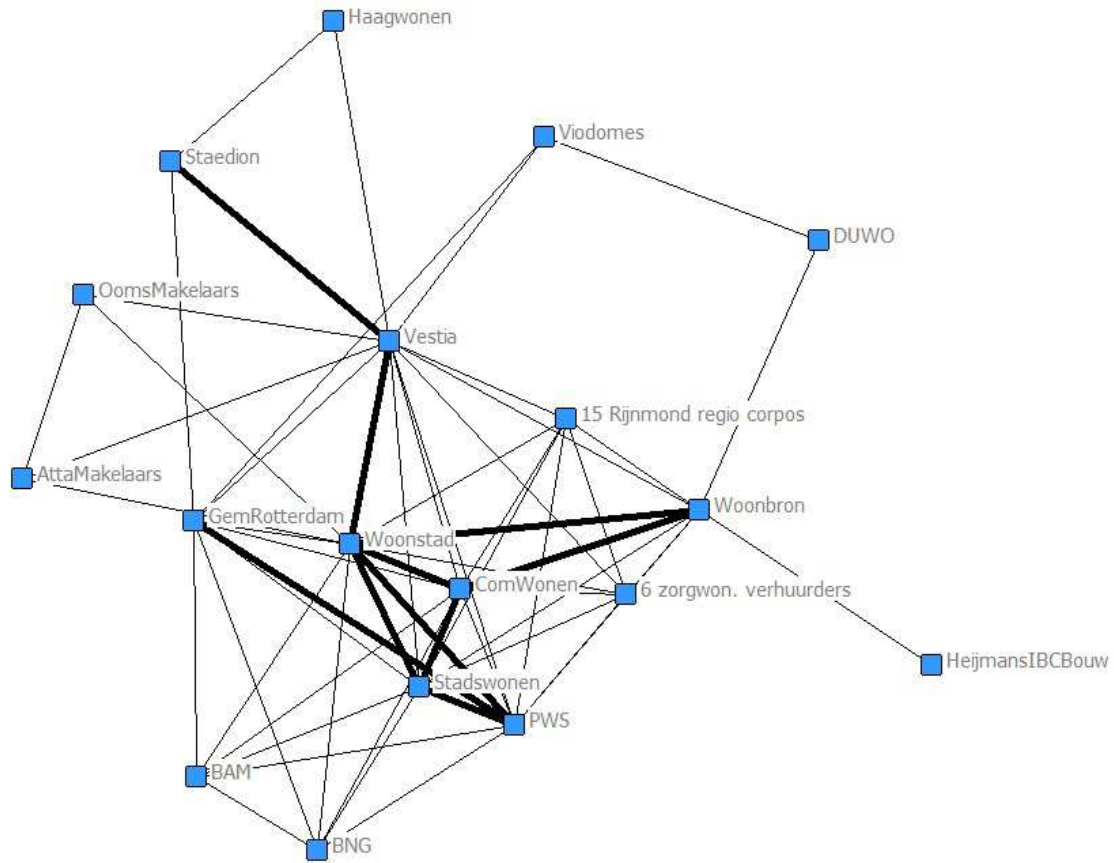 Haagwonen
Viodomes
Staedion
DUWO
OomsMakelaars
Vestia
15 Rijnmond regio corpos
AttaMakelaars
Woonbron
GemRotterdam
Woonstad
ComWonen
6 zorgwon. verhuurders
HeijmansIBCBouw
Stadswonen
PWS
BAM
BNG